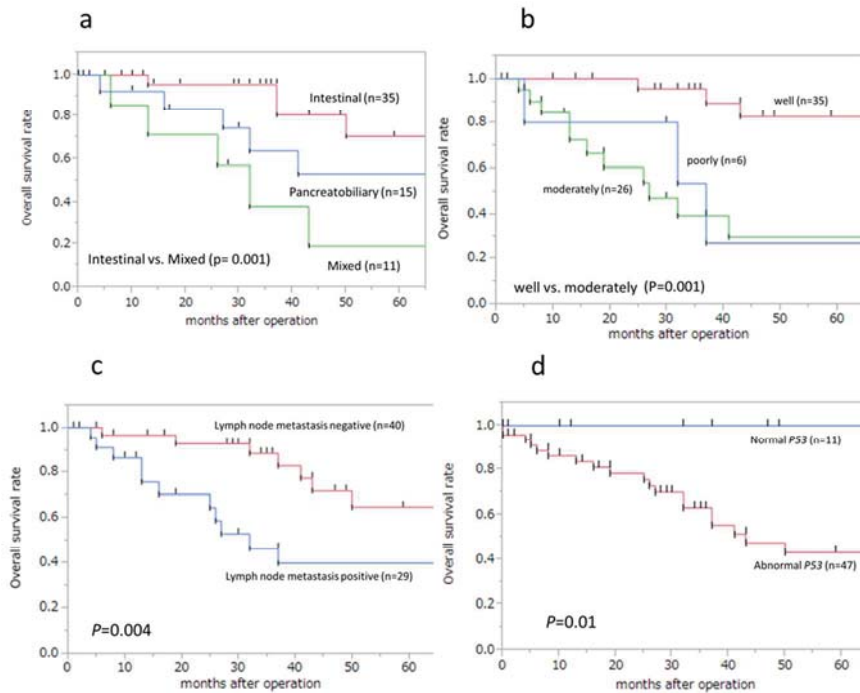 a
Overall survival rate
1.0
0.8
0.6
0.4
0.2
0.0
Intestinal (n=35)
Pancreatobiliary (n=15)
Mixed (n=11)
Intestinal vs. Mixed (p= 0.001)
0 10 20 30 40 50 60
months after operation
b
Overall survival rate
1.0
0.8
0.6
0.4
0.2
0.0
well (n=35)
poorly (n=6)
moderately (n=26)
well vs. moderately (P=0.001)
10 20 30 40 50 60
months after operation
c
Overall survival rate
1.0
0.8
0.6
0.4
0.2
0.0
Lymph node metastasis negative (n=40)
Lymph node metastasis positive (n=29)
P=0.004
0 10 20 30 40 50 60
months after operation
d
Overall survival rate
1.0
0.8
0.6
0.4
0.2
0.0
Normal P53 (n=11)
Abnormal P53 (n=47)
P=0.01
0 10 20 30 40 50 60
months after operation